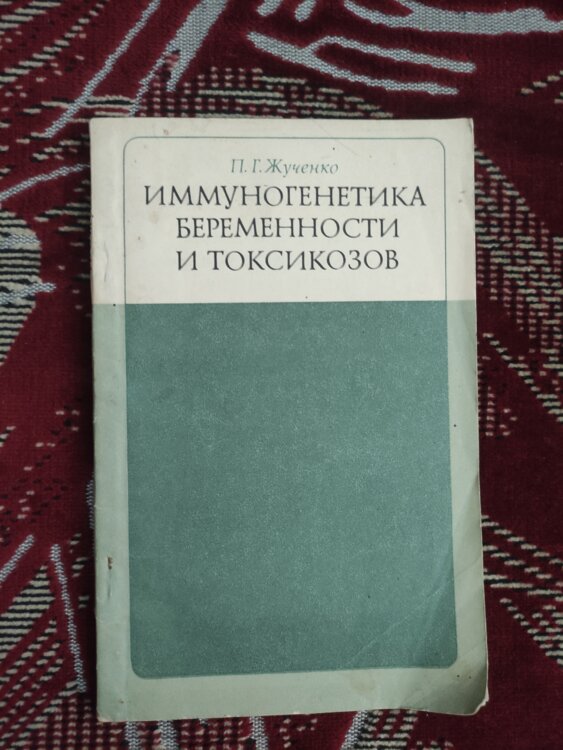 П. Г. Жученко
ИММУНОГЕНЕТИКА
БЕРЕМЕННОСТИ
И ТОКСИКОЗОВ